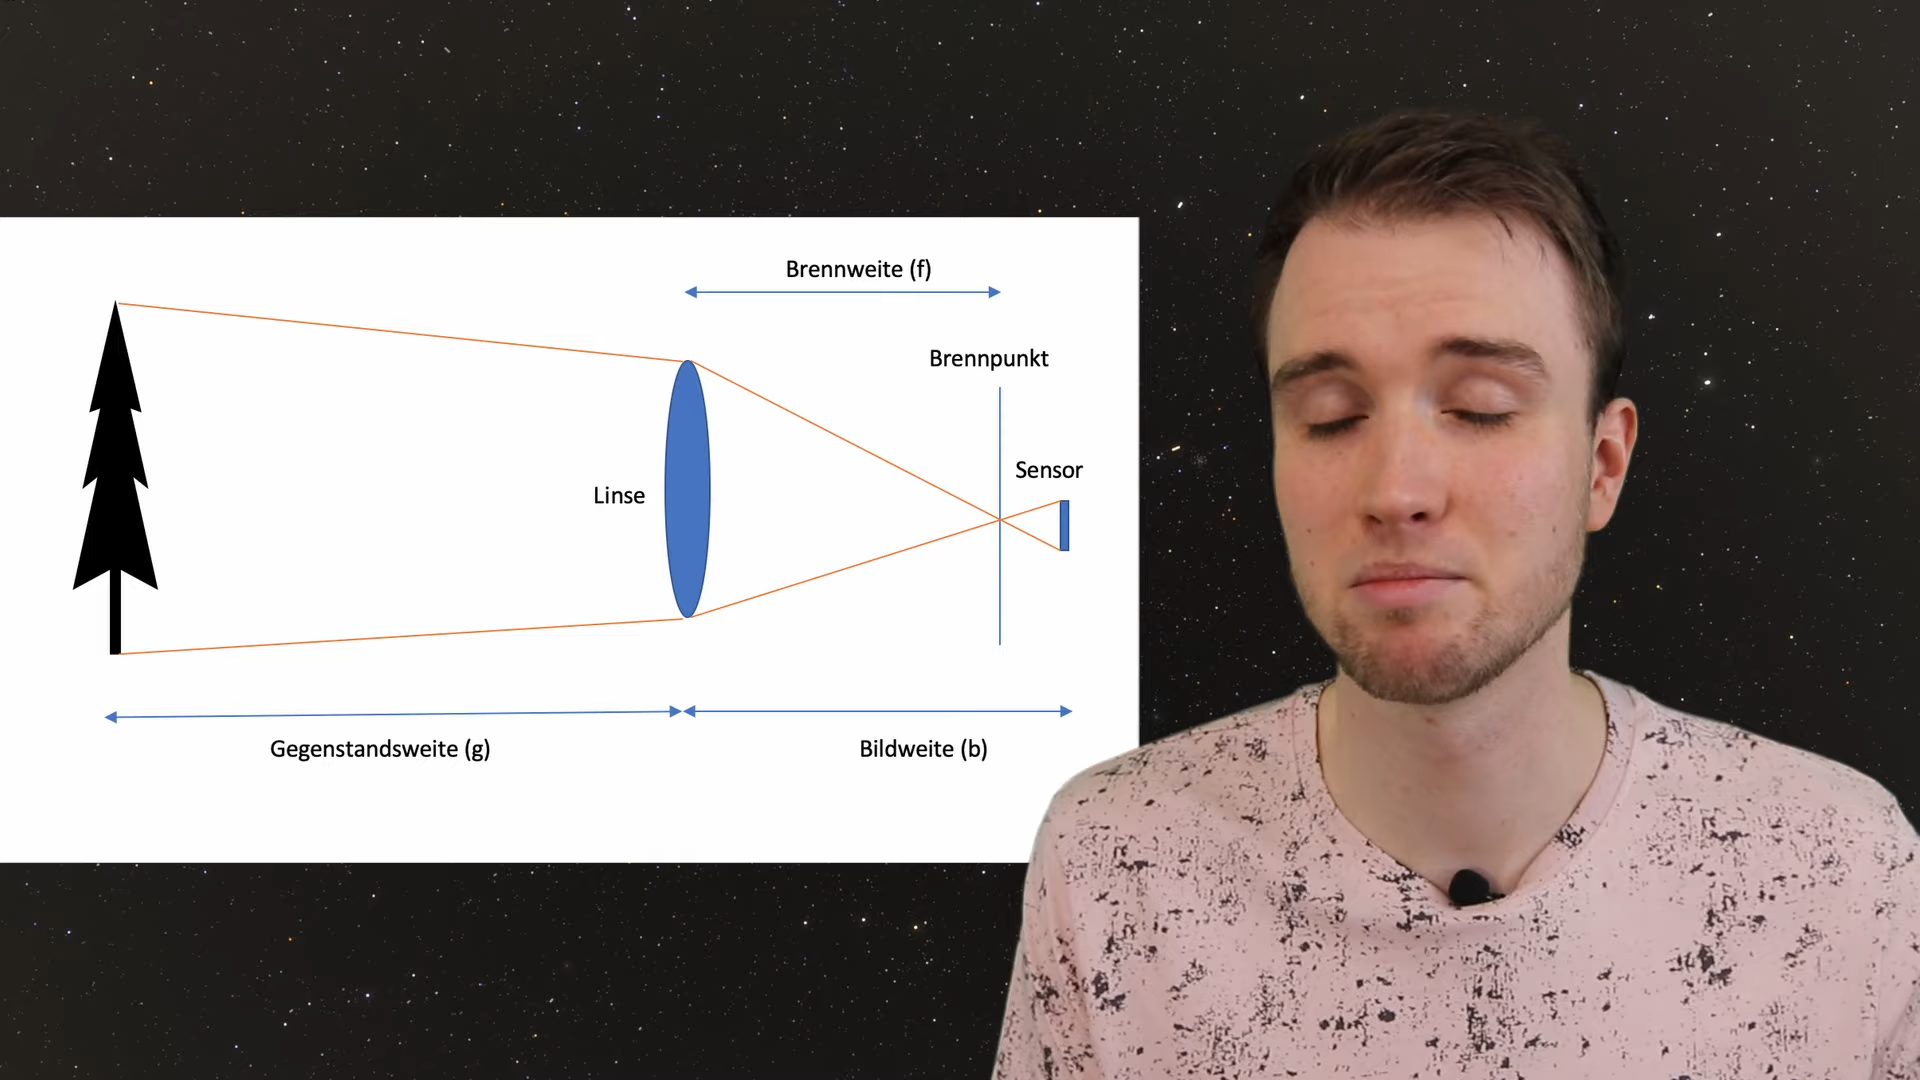 Brennweite (f)
Brennpunkt
Sensor
Linse
Gegenstandsweite (g)
Bildweite (b)